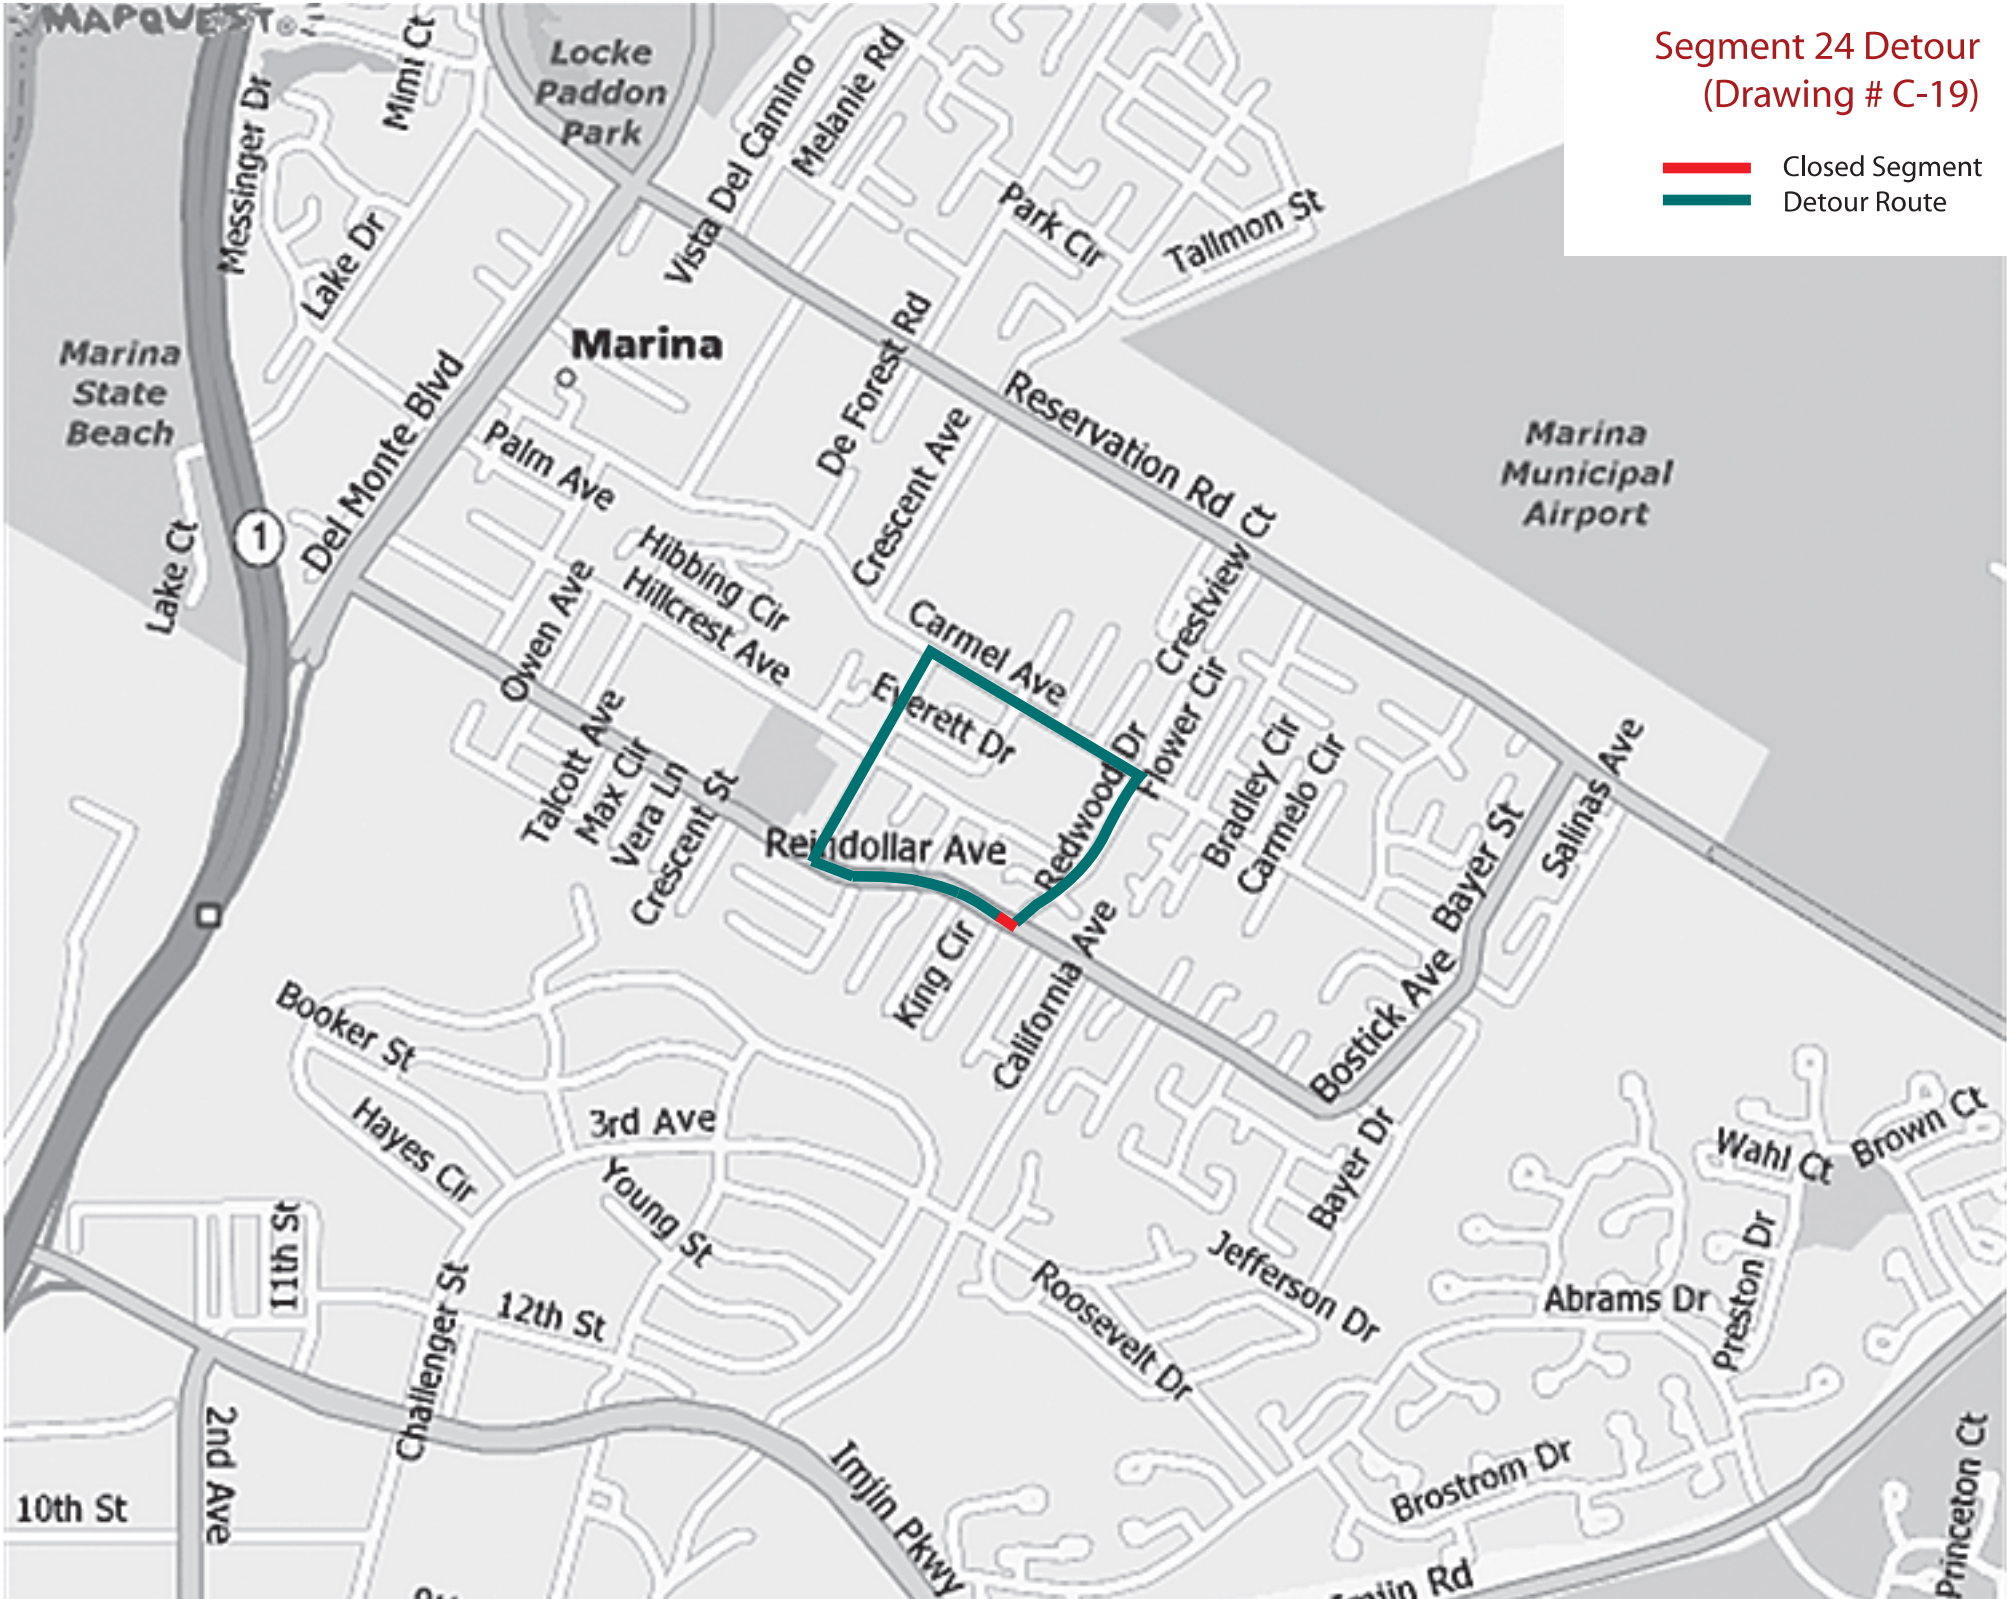 MAPQUEST®
Segment 24 Detour
(Drawing # C-19)
Closed Segment
Detour Route
Locke
Paddon
Park
Mimi Ct
Messinger Dr
Lake Dr
Vista Del Camino
Melanie Rd
Park Cir
Tallmon St
Marina
State
Beach
Marina
Del Monte Blvd
De Forest Rd
Crescent Ave
Reservation Rd
Ct
Marina
Municipal
Airport
Palm Ave
1
Lake Ct
Hibbing Cir
Hillcrest Ave
Owen Ave
Carmel Ave
Everett Dr
Crestview
Flower Cir
Redwood Dr
Bradley Cir
Carmelo Cir
Talcott Ave
Max Cir
Vera Ln
Crescent St
Reindollar Ave
King Cir
California Ave
Bayer St
Salinas Ave
Bostick Ave
Booker St
Hayes Cir
3rd Ave
Young St
Bayer Dr
Jefferson Dr
Wahl Ct
Brown Ct
Preston Dr
Abrams Dr
11th St
12th St
Challenger St
Roosevelt Dr
2nd Ave
10th St
Imjin Pkwy
Brostrom Dr
Imjin Rd
Princeton Ct